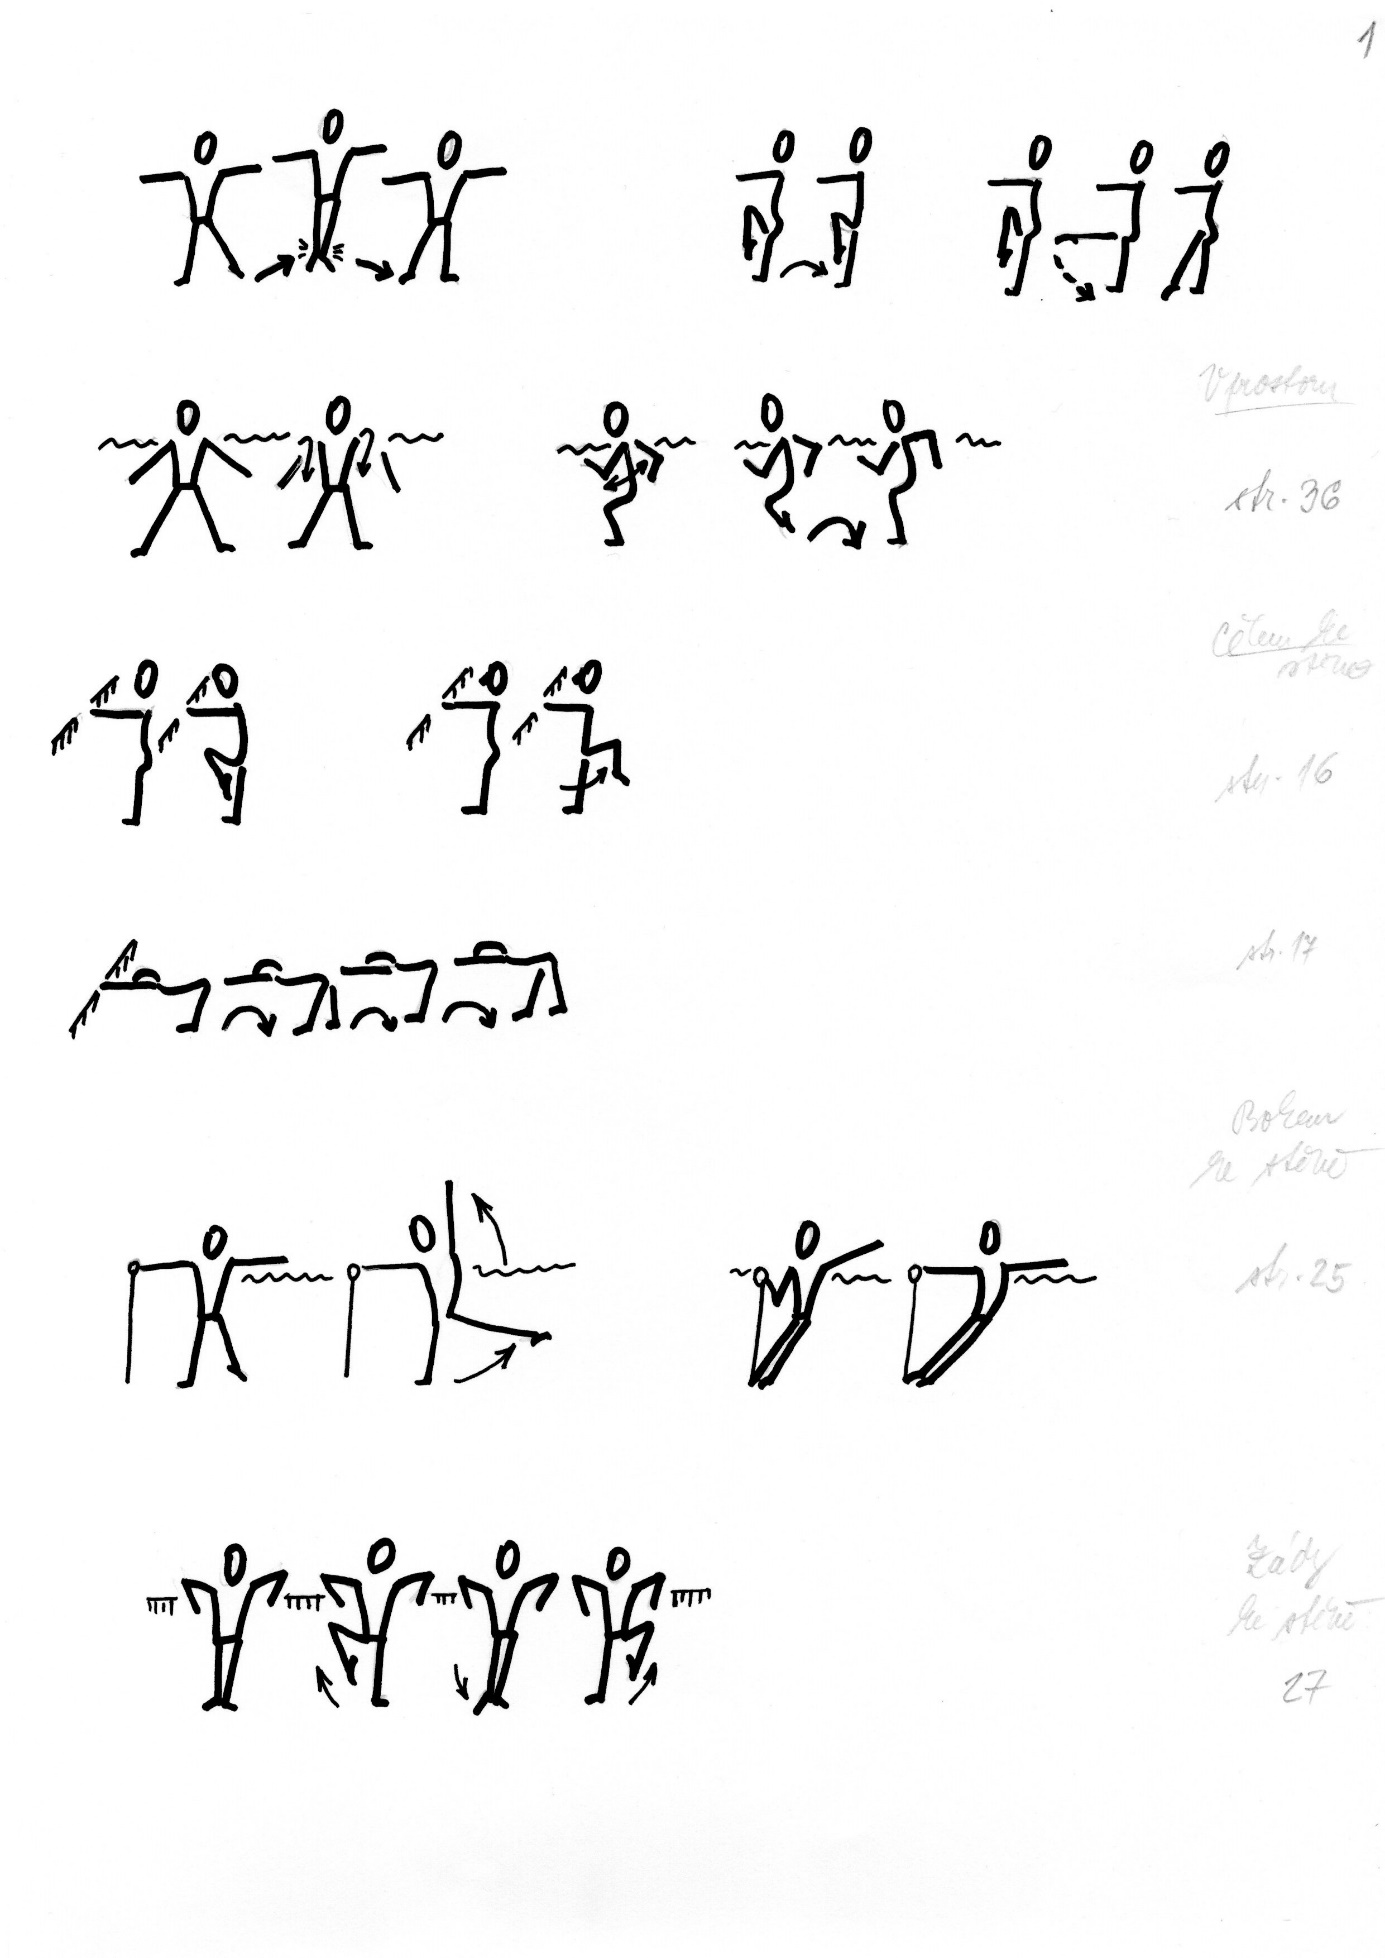 1
V prostoru
str. 36
Čelem ke
stěně
str. 16
str. 17
Bokem
ke stěně
str. 25
Zády
ke stěně
27